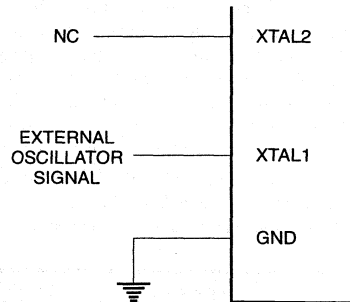 NC
XTAL2
EXTERNAL
OSCILLATOR
SIGNAL
XTAL1
GND